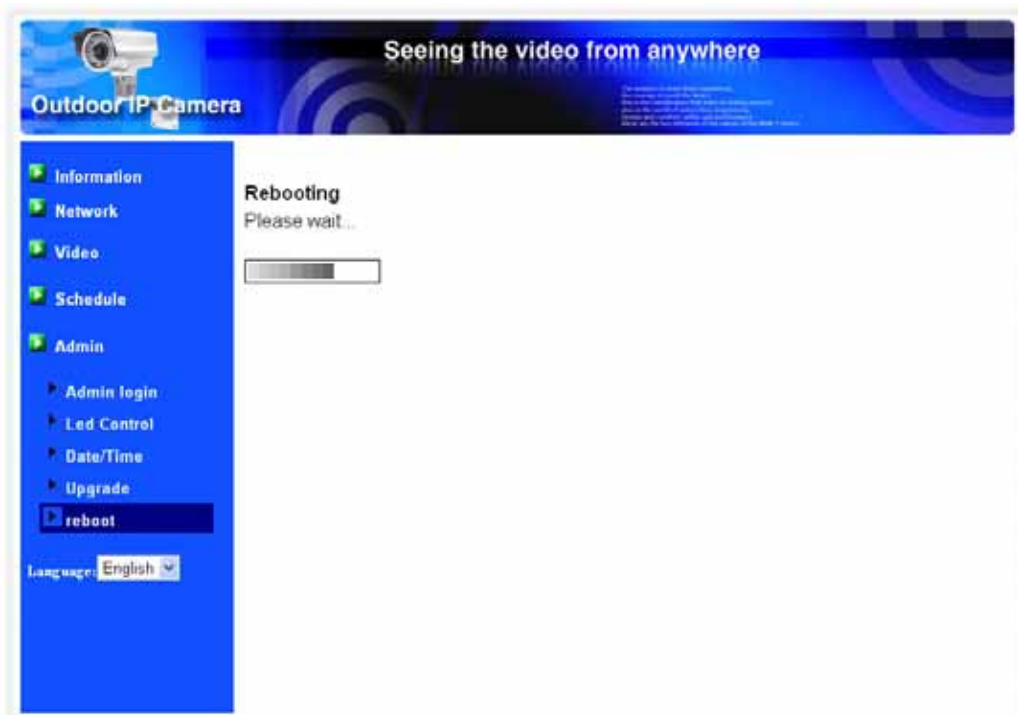 Seeing the video from anywhere
Outdoor IP Camera
Information
Network
Video
Schedule
Admin
Admin login
Led Control
Date/Time
Upgrade
reboot
Language: English
Rebooting
Please wait...